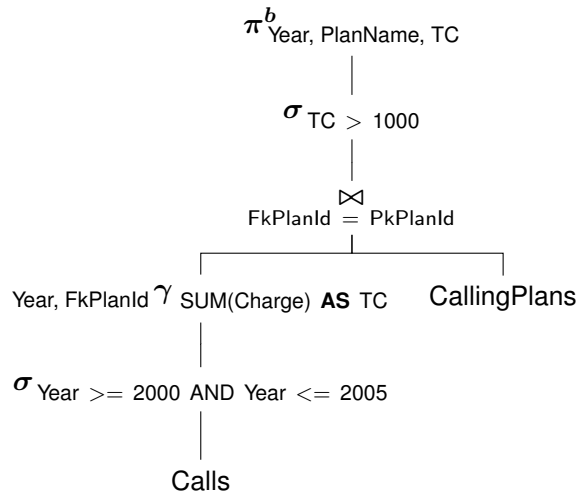 π^b Year, PlanName, TC
σ TC > 1000
⋈
FkPlanId = PkPlanId
Year, FkPlanId γ SUM(Charge) AS TC
CallingPlans
σ Year >= 2000 AND Year <= 2005
Calls